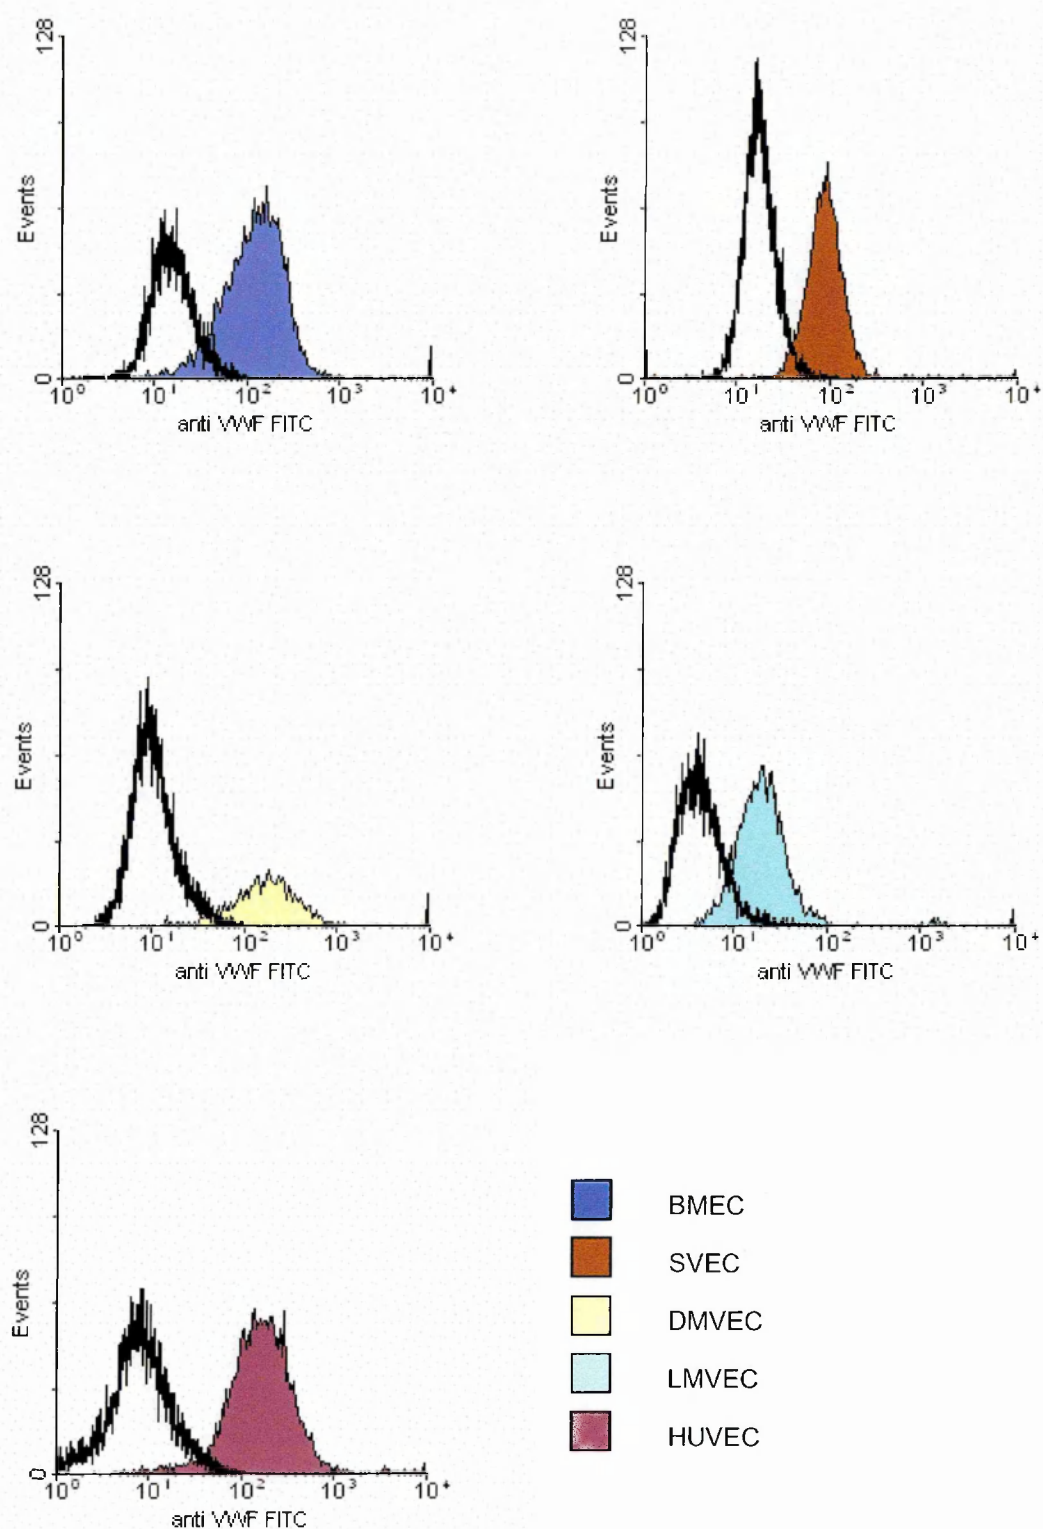 128
128
Events
Events
0
0
10⁰ 10¹ 10² 10³ 10⁴
10⁰ 10¹ 10² 10³ 10⁴
anti VWF FITC
anti VWF FITC
128
128
Events
Events
0
0
10⁰ 10¹ 10² 10³ 10⁴
10⁰ 10¹ 10² 10³ 10⁴
anti VWF FITC
anti VWF FITC
128
Events
0
10⁰ 10¹ 10² 10³ 10⁴
anti VWF FITC
BMEC
SVEC
DMVEC
LMVEC
HUVEC